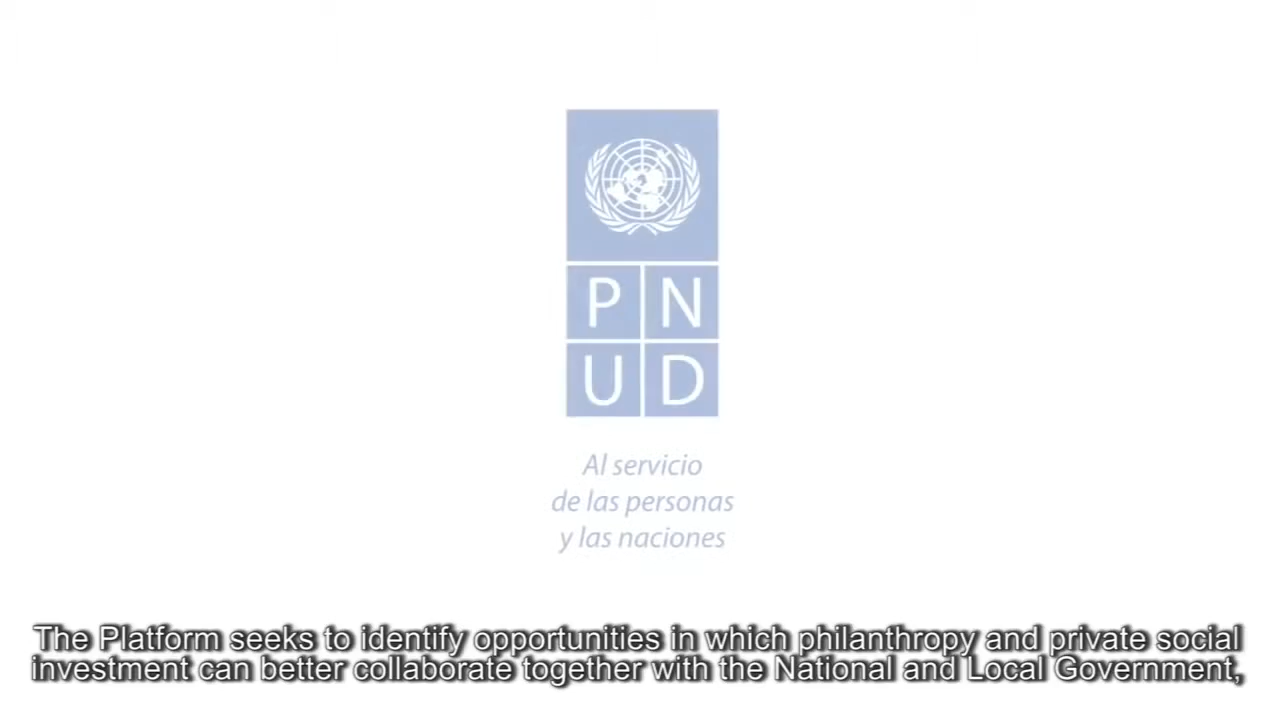 P N
U D
Al servicio
de las personas
y las naciones
The Platform seeks to identify opportunities in which philanthropy and private social
investment can better collaborate together with the National and Local Government,